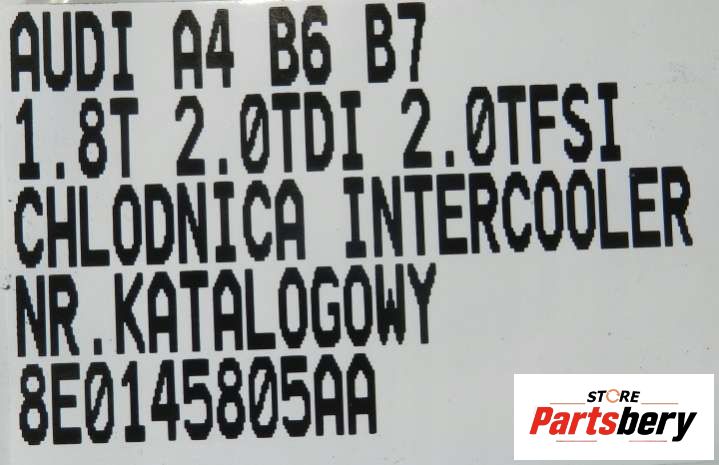 AUDI A4 B6 B7
1.8T 2.0TDI 2.0TFSI
CHLODNICA INTERCOOLER
NR.KATALOGOWY
8E0145805AA
STORE
Partsbery